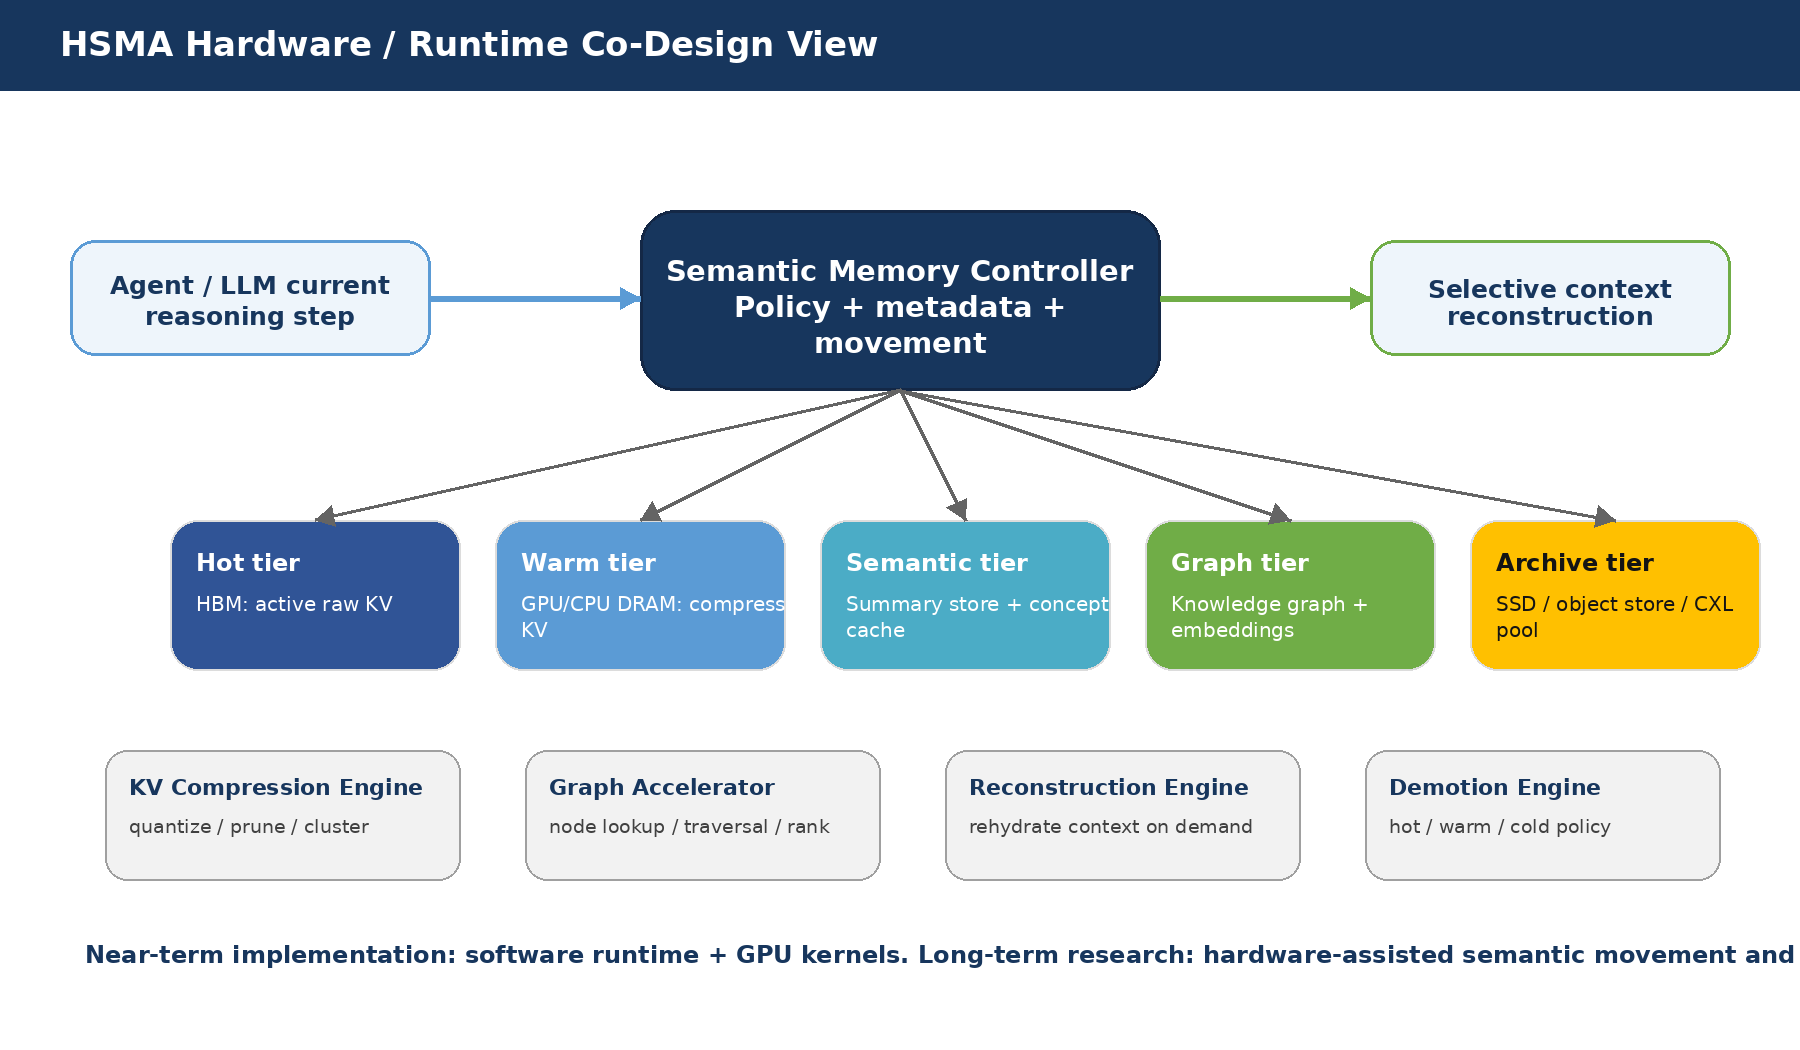 HSMA Hardware / Runtime Co-Design View
Agent / LLM current
reasoning step
Semantic Memory Controller
Policy + metadata +
movement
Selective context
reconstruction
Hot tier
HBM: active raw KV
Warm tier
GPU/CPU DRAM: compress
KV
Semantic tier
Summary store + concept
cache
Graph tier
Knowledge graph +
embeddings
Archive tier
SSD / object store / CXL
pool
KV Compression Engine
quantize / prune / cluster
Graph Accelerator
node lookup / traversal / rank
Reconstruction Engine
rehydrate context on demand
Demotion Engine
hot / warm / cold policy
Near-term implementation: software runtime + GPU kernels. Long-term research: hardware-assisted semantic movement and